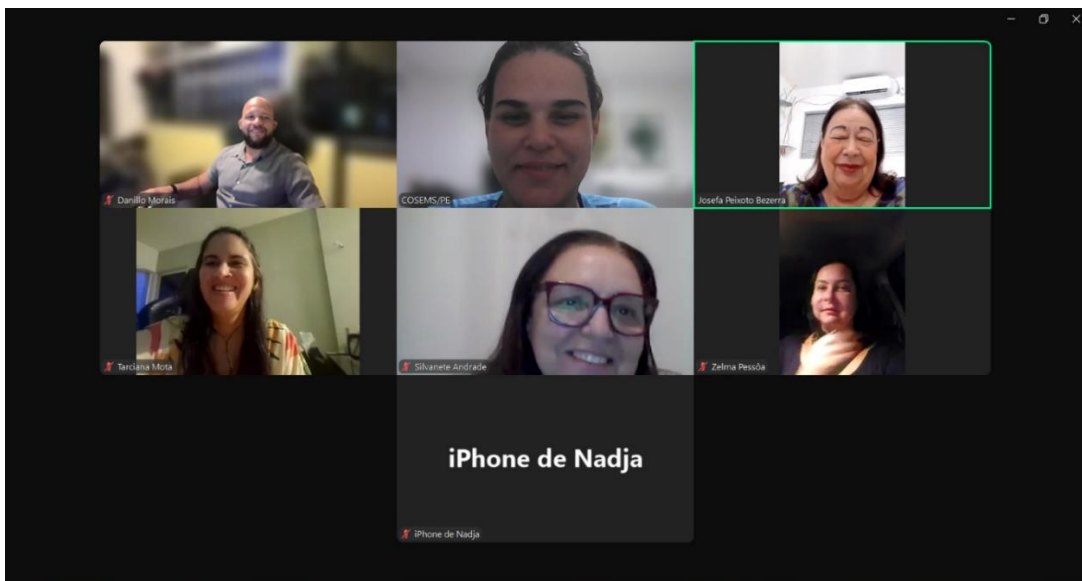 Danillo Morais
COSEMS/PE
Josefa Peixoto Bezerra
Tarciana Mota
Silvanete Andrade
Zelma Pessôa
iPhone de Nadja
iPhone de Nadja